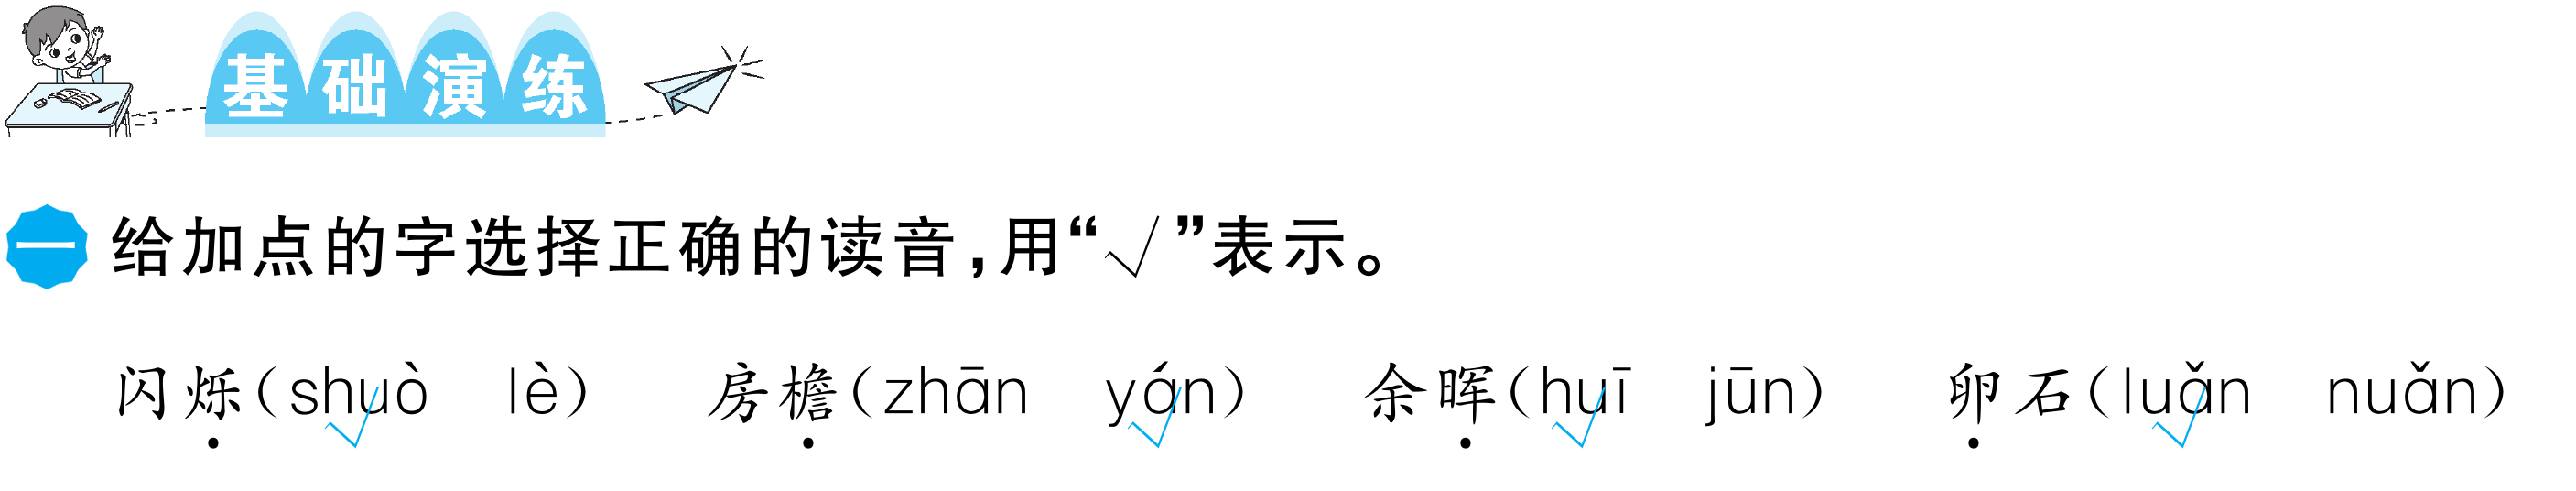 基础演练
一 给加点的字选择正确的读音,用“√”表示。
闪烁(shuò√ lè) 房檐(zhān yán√) 余晖(huī√ jūn) 卵石(luǎn√ nuǎn)